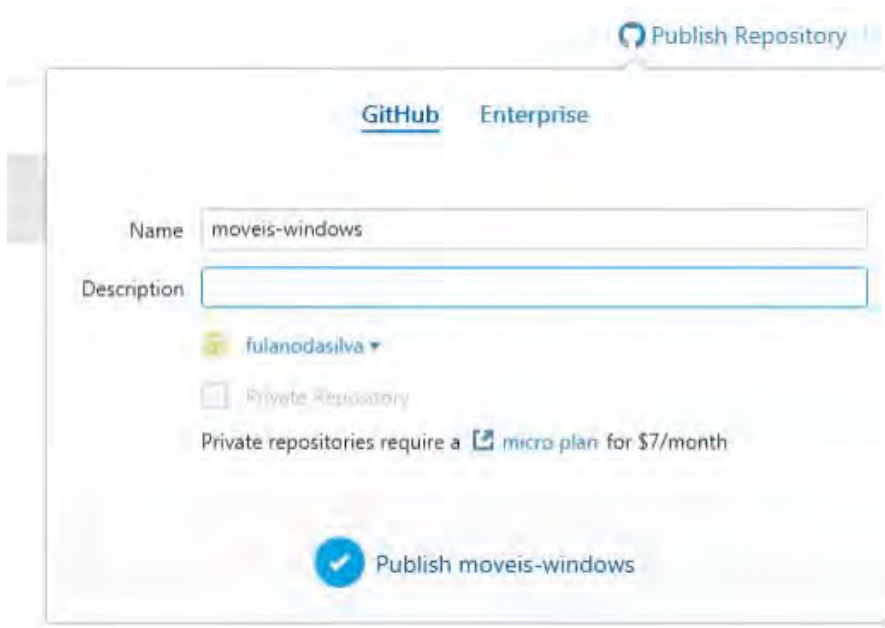 Publish Repository
GitHub Enterprise
Name moveis-windows
Description
fulanodasilva
Private Repository
Private repositories require a micro plan for $7/month
Publish moveis-windows